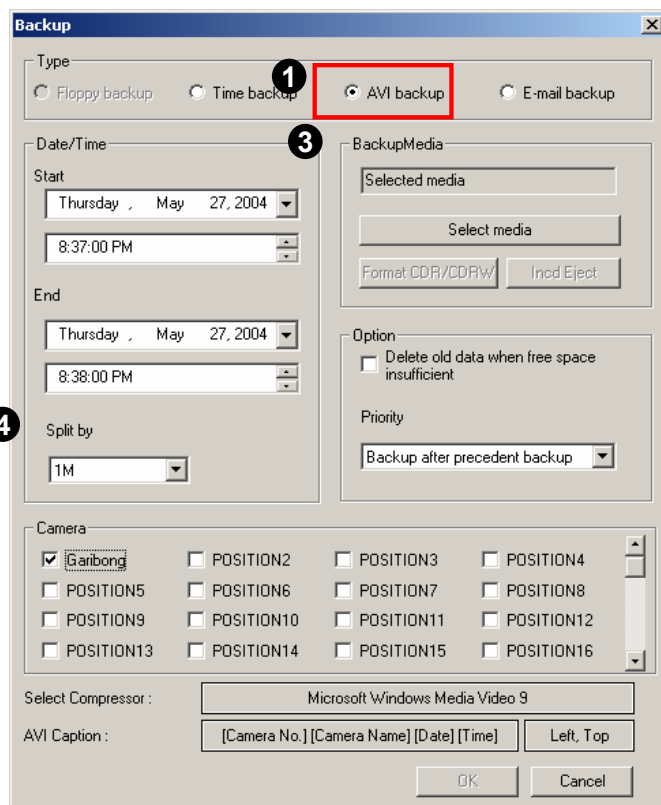 Backup
Type
1
Floppy backup
Time backup
AVI backup
E-mail backup
Date/Time
Start
Thursday , May 27, 2004
8:37:00 PM
End
Thursday , May 27, 2004
8:38:00 PM
4
Split by
1M
3
BackupMedia
Selected media
Select media
Format CDR/CDRW
Incd Eject
Option
Delete old data when free space
insufficient
Priority
Backup after precedent backup
Camera
Garibong POSITION2 POSITION3 POSITION4
POSITION5 POSITION6 POSITION7 POSITION8
POSITION9 POSITION10 POSITION11 POSITION12
POSITION13 POSITION14 POSITION15 POSITION16
Select Compressor : Microsoft Windows Media Video 9
AVI Caption : [Camera No.] [Camera Name] [Date] [Time] Left, Top
OK Cancel